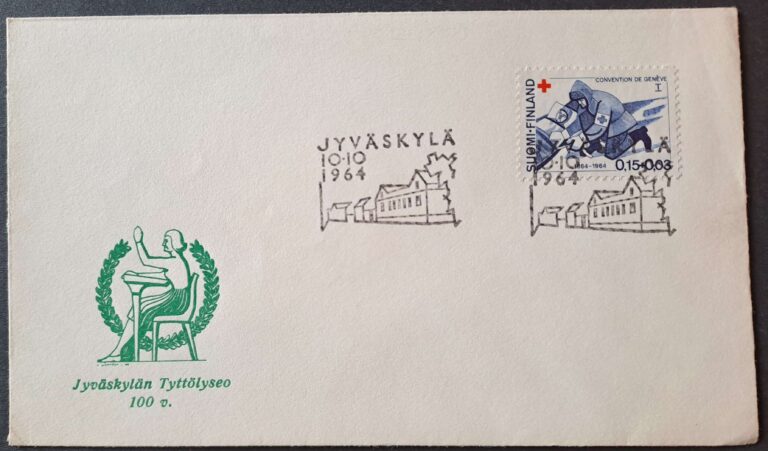 CONVENTION DE GENÈVE
I
SUOMI-FINLAND
1864-1964
0,15+0,03
JYVÄSKYLÄ
10·10
1964
JYVÄSKYLÄ
10·10
1964
Jyväskylän Tyttölyseo
100 v.